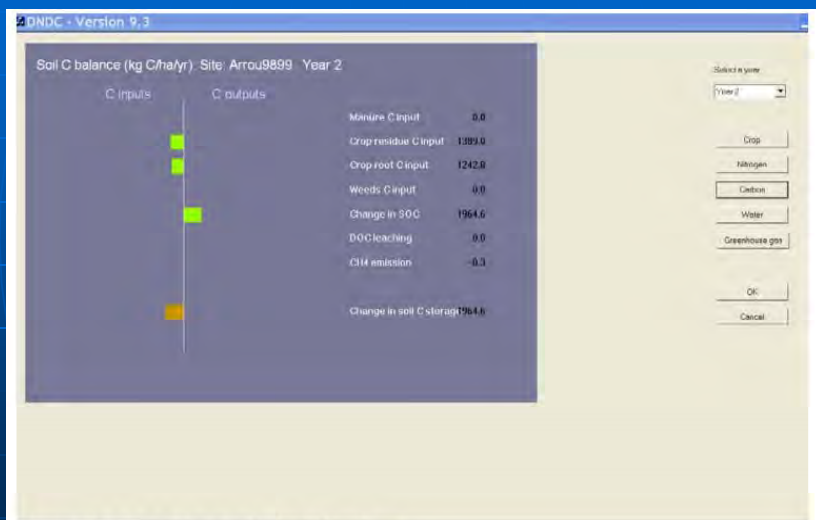 DNDC - Version 9.3
Soil C balance (kg C/ha/yr) Site: Arrou9899 Year 2
C inputs C outputs
Manure C input 0.0
Crop residue C input 1389.0
Crop root C input 1242.0
Weeds C input 0.0
Change in SOC 1964.6
DOC leaching 0.0
CH4 emission -0.3
Change in soil C storag 1964.6
Select a year
Year 2
Crop
Nitrogen
Carbon
Water
Greenhouse gas
OK
Cancel